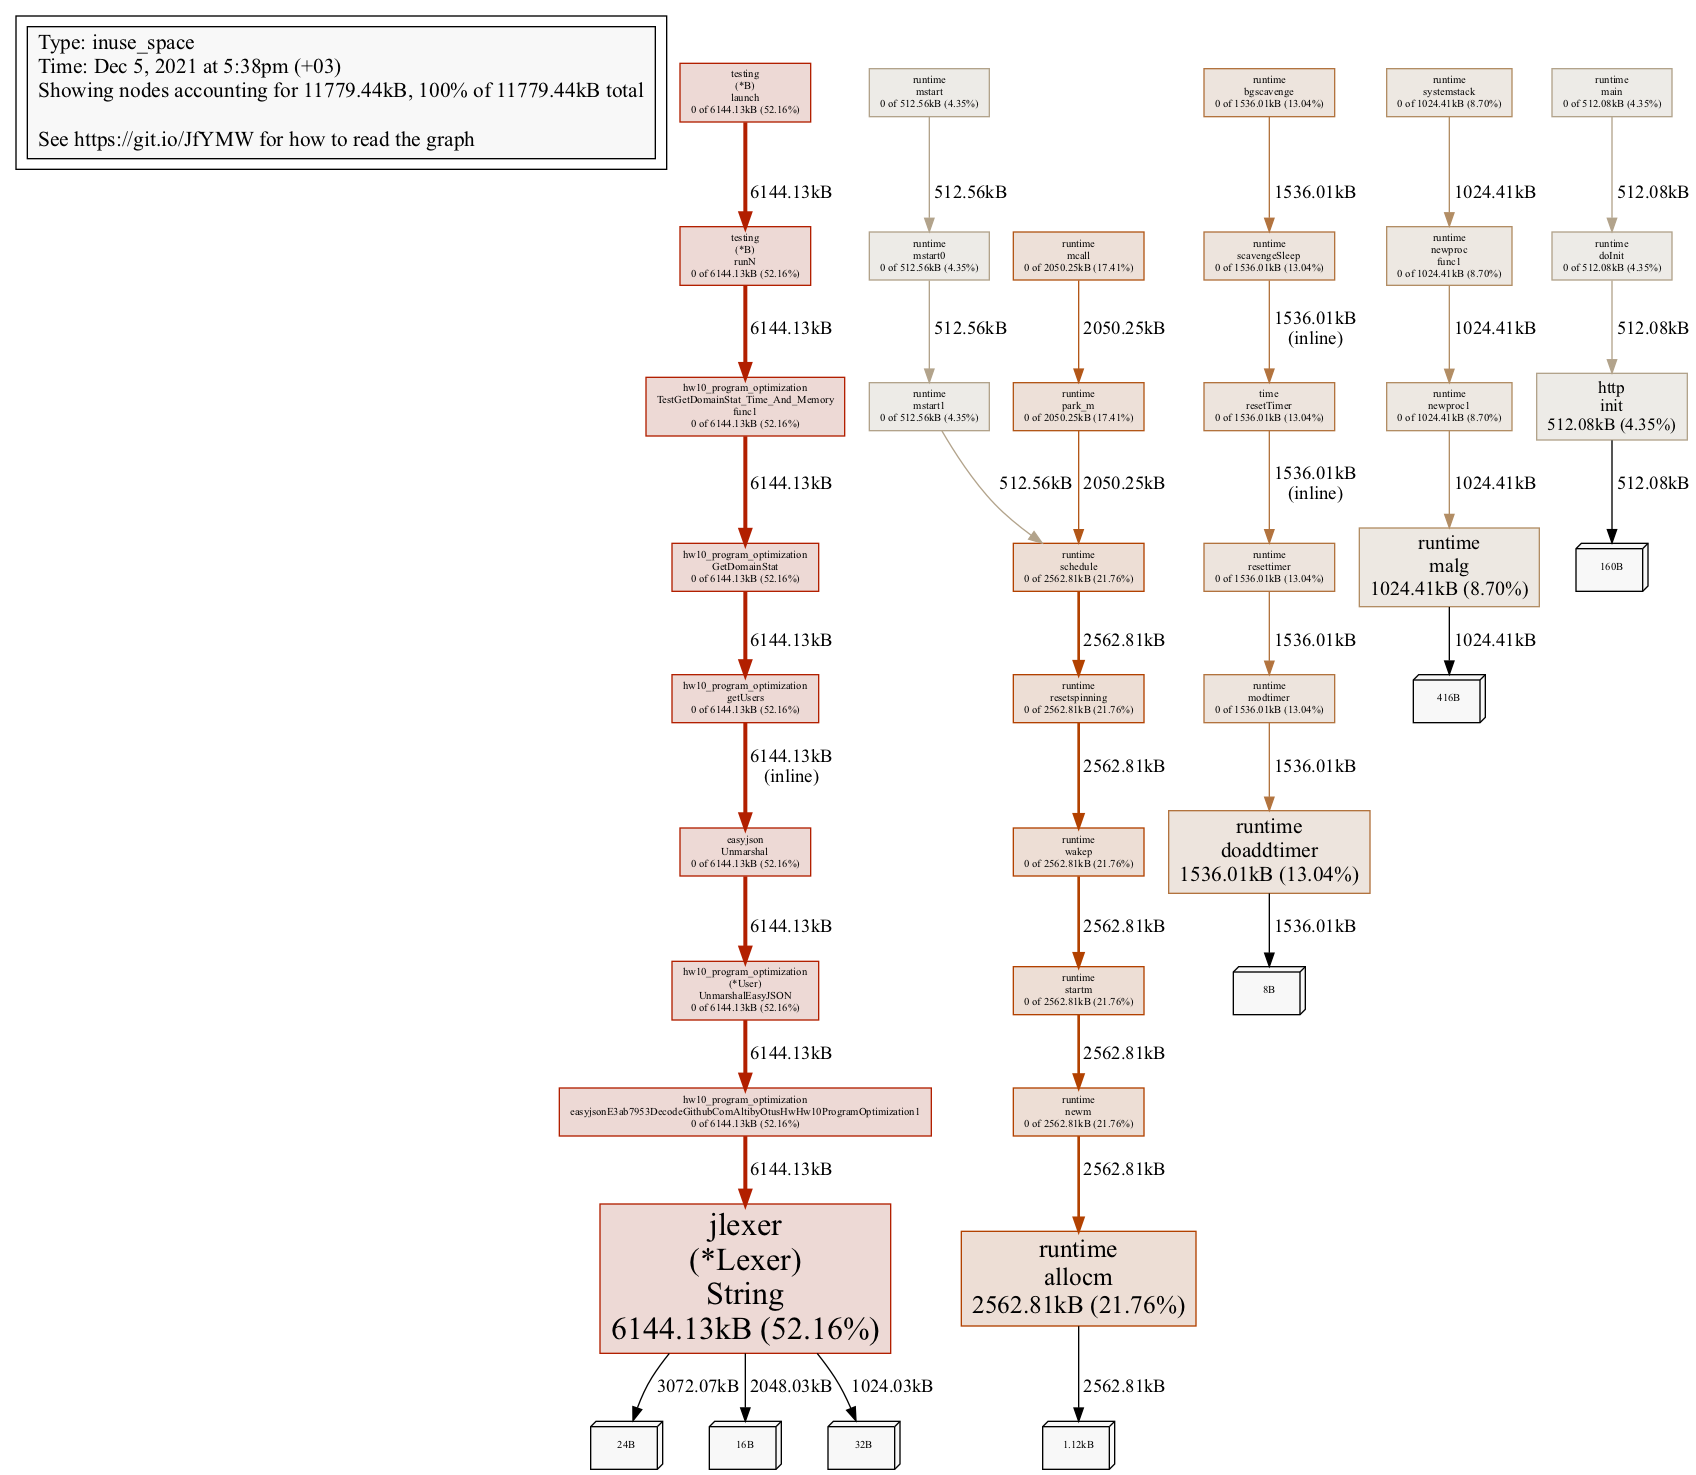 Type: inuse_space
Time: Dec 5, 2021 at 5:38pm (+03)
Showing nodes accounting for 11779.44kB, 100% of 11779.44kB total
See https://git.io/JfYMW for how to read the graph
testing
(*B)
launch
0 of 6144.13kB (52.16%)
runtime
mstart
0 of 512.56kB (4.35%)
runtime
bgscavenge
0 of 1536.01kB (13.04%)
runtime
systemstack
0 of 1024.41kB (8.70%)
runtime
main
0 of 512.08kB (4.35%)
6144.13kB
512.56kB
1536.01kB
1024.41kB
512.08kB
testing
(*B)
runN
0 of 6144.13kB (52.16%)
runtime
mstart0
0 of 512.56kB (4.35%)
runtime
mcall
0 of 2050.25kB (17.41%)
runtime
scavengeSleep
0 of 1536.01kB (13.04%)
runtime
newproc
func1
0 of 1024.41kB (8.70%)
runtime
doInit
0 of 512.08kB (4.35%)
6144.13kB
512.56kB
2050.25kB
1536.01kB
(inline)
1024.41kB
512.08kB
hw10_program_optimization
TestGetDomainStat_Time_And_Memory
func1
0 of 6144.13kB (52.16%)
runtime
mstart1
0 of 512.56kB (4.35%)
runtime
park_m
0 of 2050.25kB (17.41%)
time
resetTimer
0 of 1536.01kB (13.04%)
runtime
newproc1
0 of 1024.41kB (8.70%)
http
init
512.08kB (4.35%)
6144.13kB
512.56kB
2050.25kB
1536.01kB
(inline)
1024.41kB
512.08kB
hw10_program_optimization
GetDomainStat
0 of 6144.13kB (52.16%)
runtime
schedule
0 of 2562.81kB (21.76%)
runtime
resettimer
0 of 1536.01kB (13.04%)
runtime
malg
1024.41kB (8.70%)
160B
6144.13kB
2562.81kB
1536.01kB
1024.41kB
hw10_program_optimization
getUsers
0 of 6144.13kB (52.16%)
runtime
resetspinning
0 of 2562.81kB (21.76%)
runtime
modtimer
0 of 1536.01kB (13.04%)
416B
6144.13kB
(inline)
2562.81kB
1536.01kB
easyjson
Unmarshal
0 of 6144.13kB (52.16%)
runtime
wakep
0 of 2562.81kB (21.76%)
runtime
doaddtimer
1536.01kB (13.04%)
6144.13kB
2562.81kB
1536.01kB
hw10_program_optimization
(*User)
UnmarshalEasyJSON
0 of 6144.13kB (52.16%)
runtime
startm
0 of 2562.81kB (21.76%)
8B
6144.13kB
2562.81kB
hw10_program_optimization
easyjsonE3ab7953DecodeGithubComAltibyOtusHwHw10ProgramOptimization1
0 of 6144.13kB (52.16%)
runtime
newm
0 of 2562.81kB (21.76%)
6144.13kB
2562.81kB
jlexer
(*Lexer)
String
6144.13kB (52.16%)
runtime
allocm
2562.81kB (21.76%)
3072.07kB
2048.03kB
1024.03kB
2562.81kB
24B
16B
32B
1.12kB